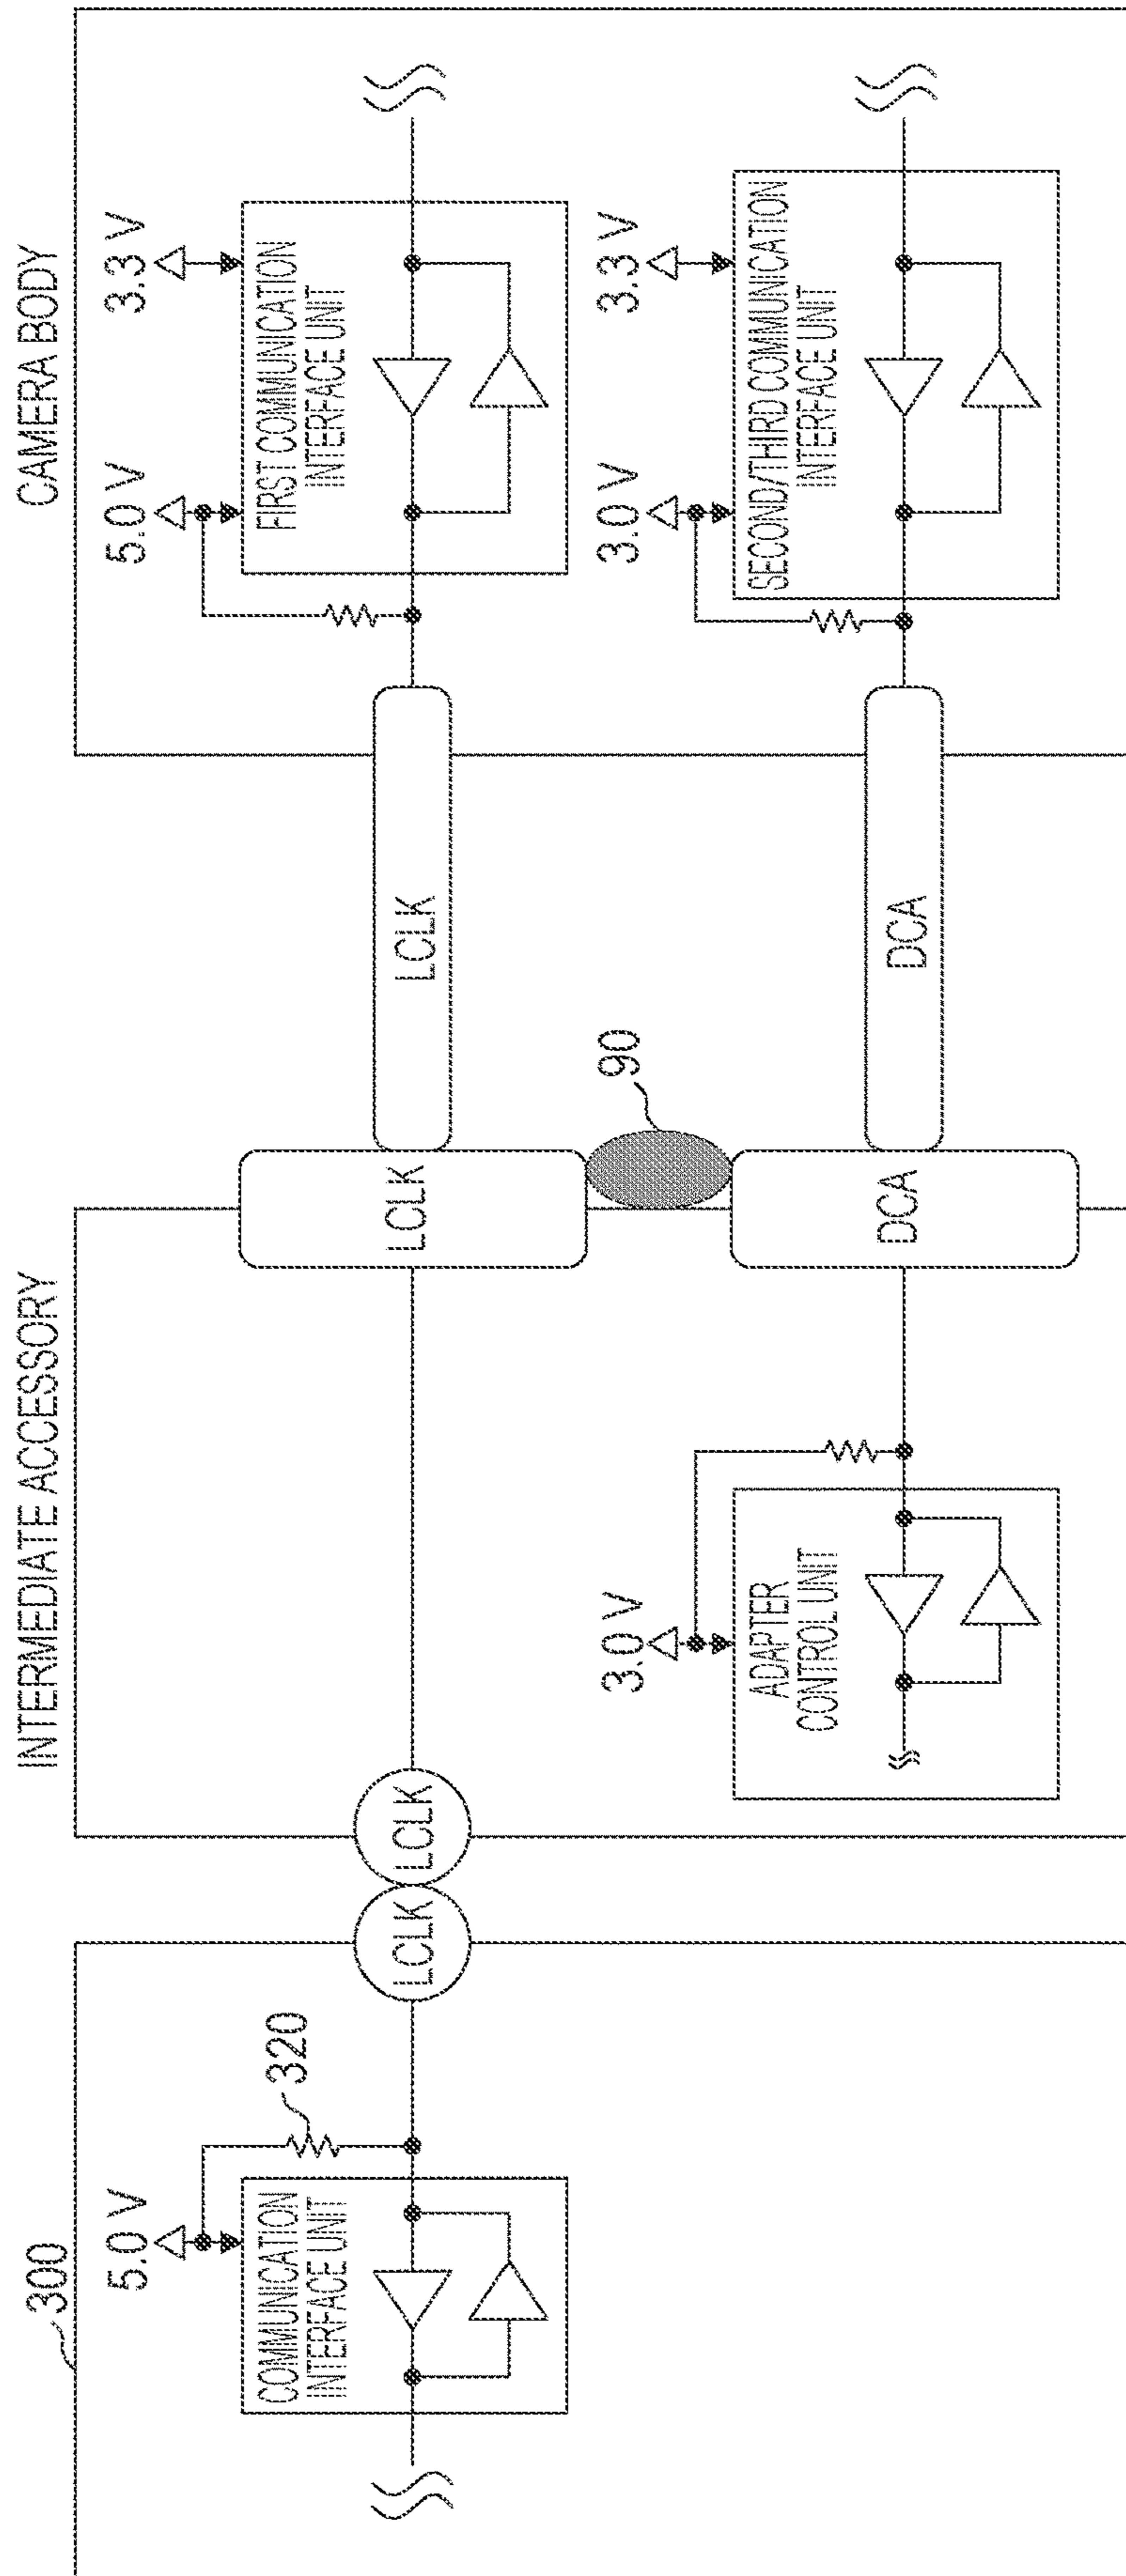 300
INTERMEDIATE ACCESSORY
CAMERA BODY
5.0 V
5.0 V
3.3 V
320
COMMUNICATION
INTERFACE UNIT
FIRST COMMUNICATION
INTERFACE UNIT
LCLK
LCLK
LCLK
LCLK
90
3.0 V
3.0 V
3.3 V
ADAPTER
CONTROL UNIT
SECOND/THIRD COMMUNICATION
INTERFACE UNIT
DCA
DCA